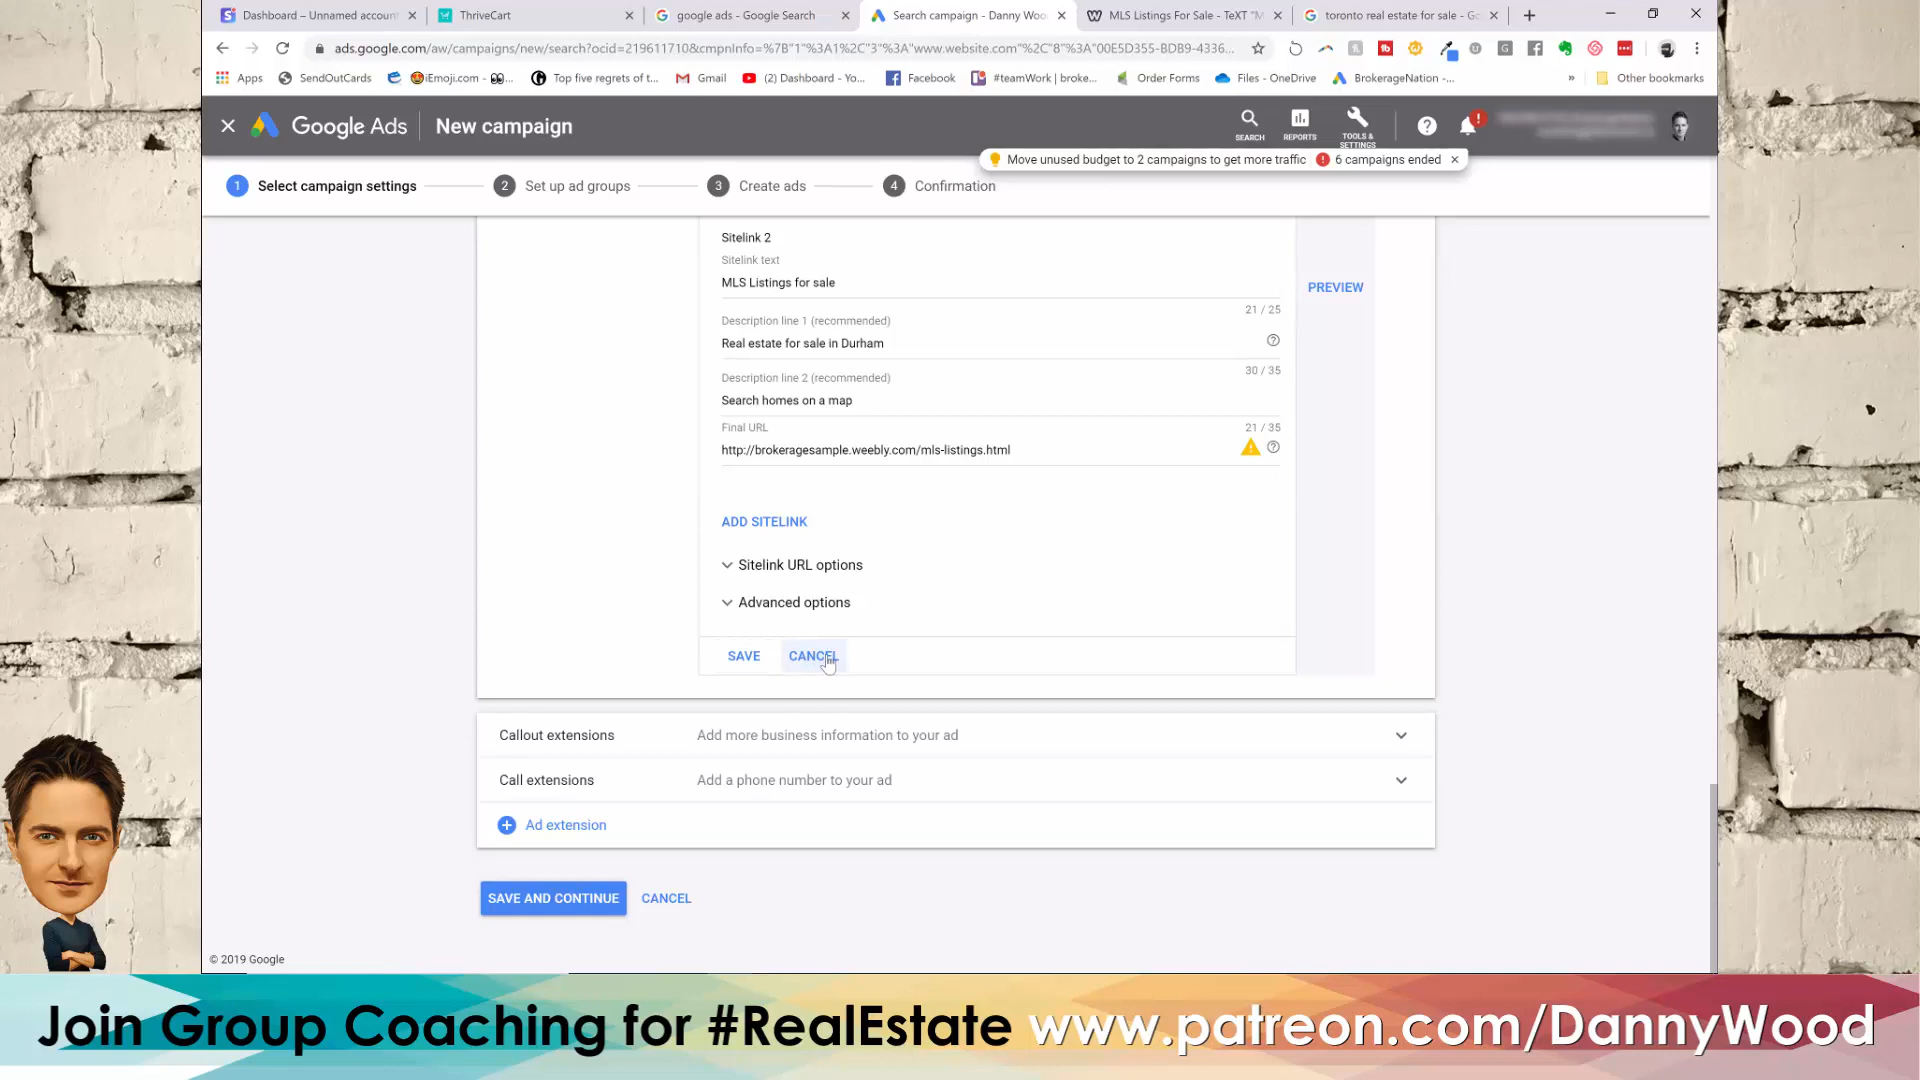 Dashboard – Unnamed account
ThriveCart
google ads - Google Search
Search campaign - Danny Woo
MLS Listings For Sale - TeXT "M
toronto real estate for sale - Go
ads.google.com/aw/campaigns/new/search?ocid=219611710&cmpnInfo=%7B"1"%3A1%2C"3"%3A"www.website.com"%2C"8"%3A"00E5D355-BDB9-4336...
Apps
SendOutCards
iEmoji.com -
Top five regrets of t...
Gmail
(2) Dashboard - Yo...
Facebook
#teamWork | broke...
Order Forms
Files - OneDrive
BrokerageNation -...
»
Other bookmarks
Google Ads
New campaign
SEARCH
REPORTS
TOOLS & SETTINGS
Move unused budget to 2 campaigns to get more traffic
6 campaigns ended
1 Select campaign settings
2 Set up ad groups
3 Create ads
4 Confirmation
Sitelink 2
Sitelink text
MLS Listings for sale
21 / 25
PREVIEW
Description line 1 (recommended)
Real estate for sale in Durham
30 / 35
Description line 2 (recommended)
Search homes on a map
21 / 35
Final URL
http://brokeragesample.weebly.com/mls-listings.html
ADD SITELINK
Sitelink URL options
Advanced options
SAVE
CANCEL
Callout extensions
Add more business information to your ad
Call extensions
Add a phone number to your ad
Ad extension
SAVE AND CONTINUE
CANCEL
© 2019 Google
Join Group Coaching for #RealEstate www.patreon.com/DannyWood